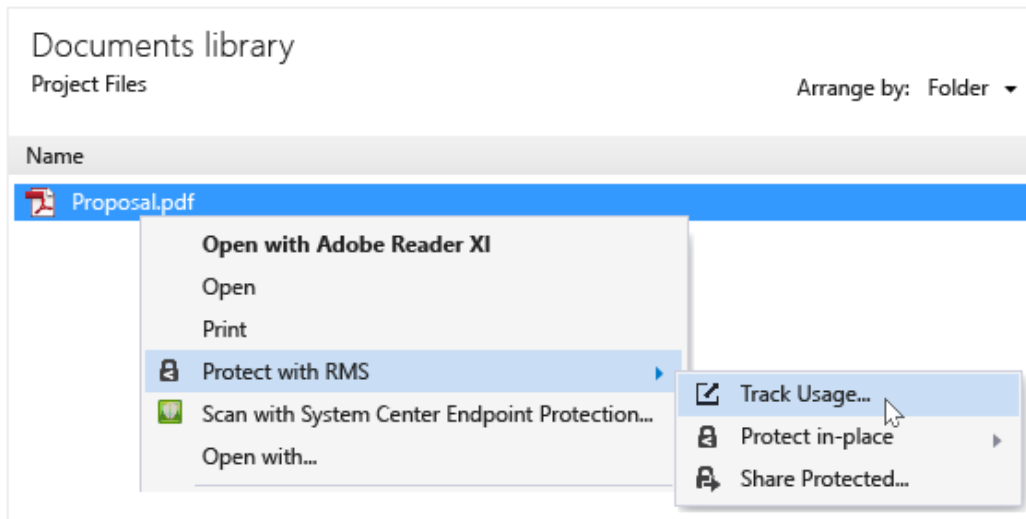 Documents library
Project Files
Arrange by: Folder
Name
Proposal.pdf
Open with Adobe Reader XI
Open
Print
Protect with RMS
Scan with System Center Endpoint Protection...
Open with...
Track Usage...
Protect in-place
Share Protected...